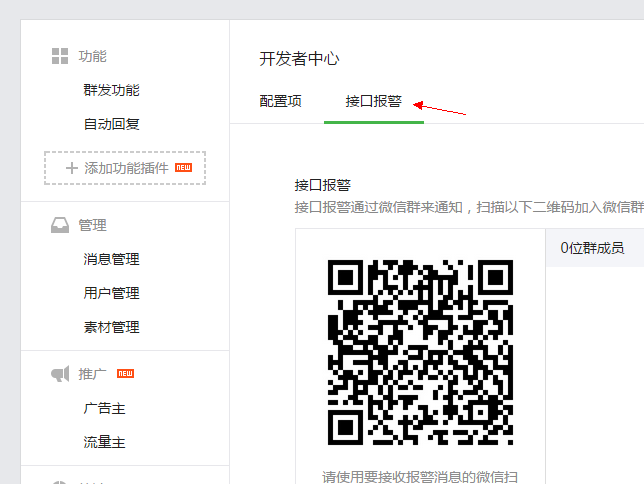 功能
群发功能
自动回复
添加功能插件 NEW
管理
消息管理
用户管理
素材管理
推广 NEW
广告主
流量主
开发者中心
配置项 接口报警
接口报警
接口报警通过微信群来通知，扫描以下二维码加入微信群
0位群成员
请使用要接收报警消息的微信扫